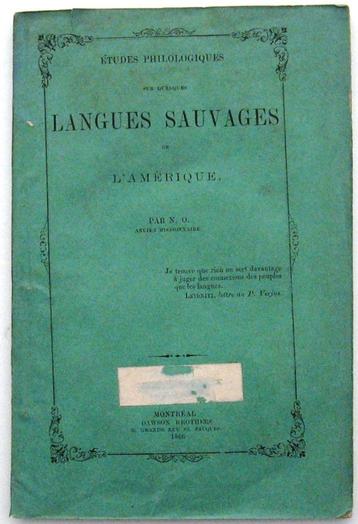 ÉTUDES PHILOLOGIQUES
SUR QUELQUES
LANGUES SAUVAGES
DE
L'AMÉRIQUE.
PAR N. O.
ANCIEN MISSIONNAIRE.
Je trouve que rien ne sert davantage
à juger des connexions des peuples
que les langues.
LEIBNITZ, lettre au P. Verjus.
MONTRÉAL
DAWSON BROTHERS
GRANDE RUE ST. JACQUES.
1866